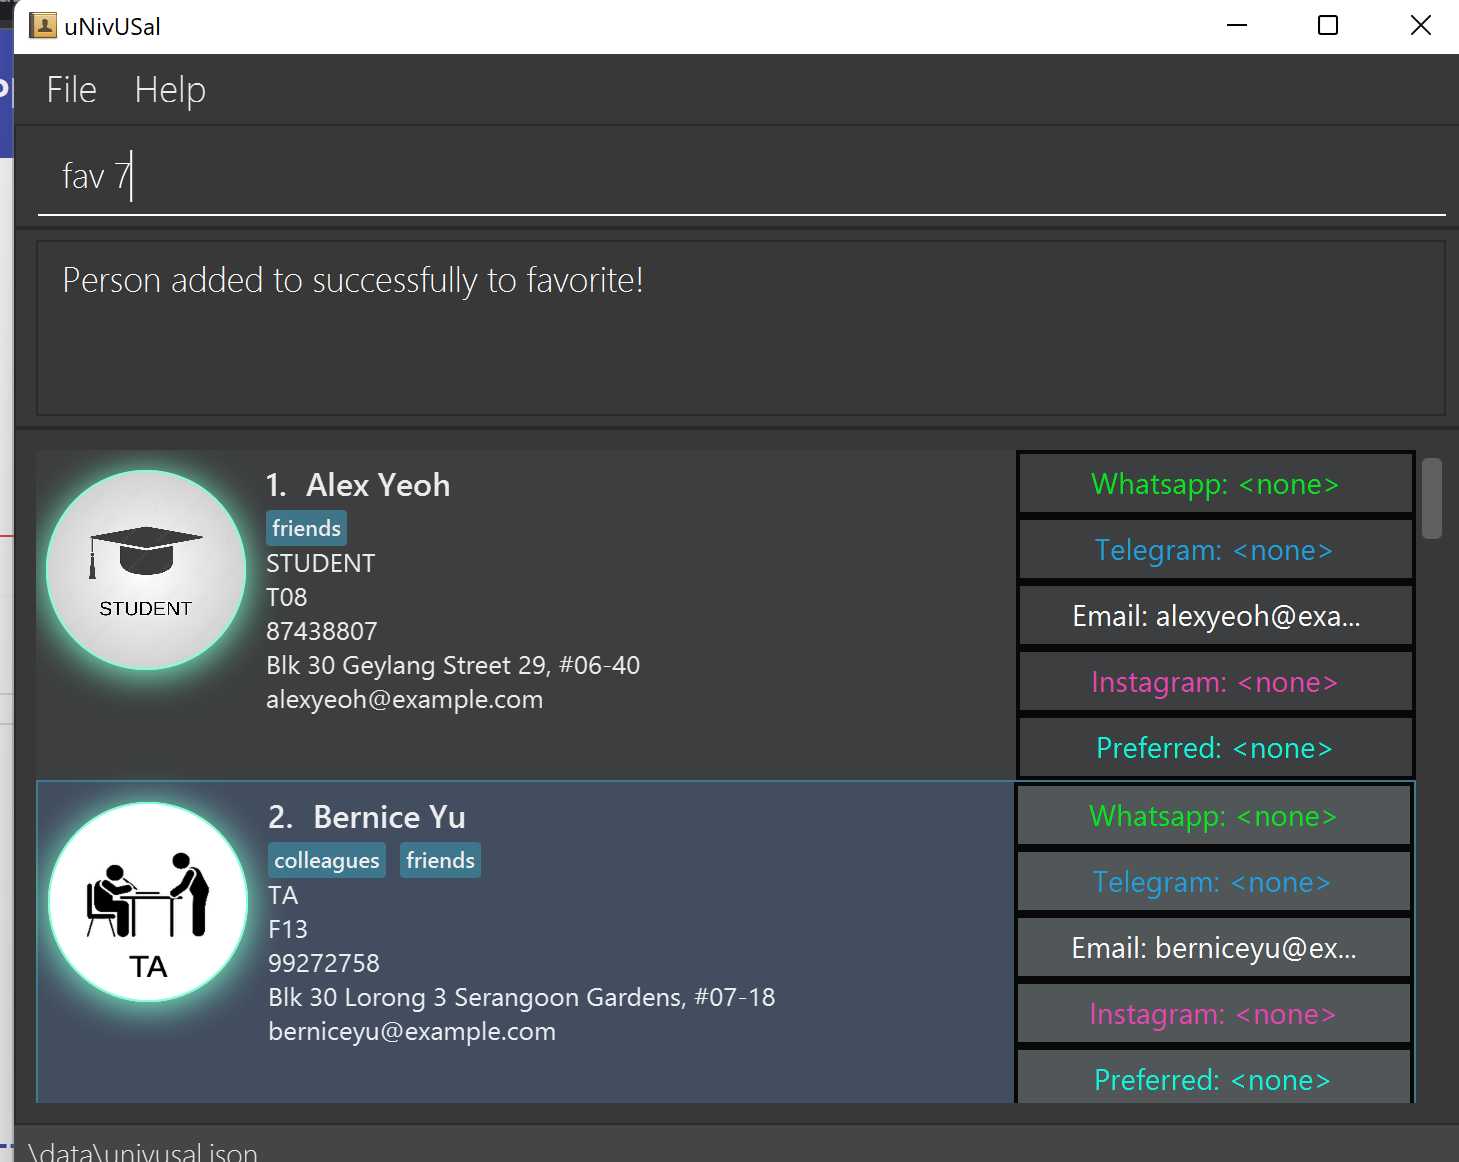 uNivUSal
File Help
fav 7
Person added to successfully to favorite!
STUDENT
1. Alex Yeoh
friends
STUDENT
T08
87438807
Blk 30 Geylang Street 29, #06-40
alexyeoh@example.com
Whatsapp: <none>
Telegram: <none>
Email: alexyeoh@exa...
Instagram: <none>
Preferred: <none>
TA
2. Bernice Yu
colleagues friends
TA
F13
99272758
Blk 30 Lorong 3 Serangoon Gardens, #07-18
berniceyu@example.com
Whatsapp: <none>
Telegram: <none>
Email: berniceyu@ex...
Instagram: <none>
Preferred: <none>
\data\univusal.json